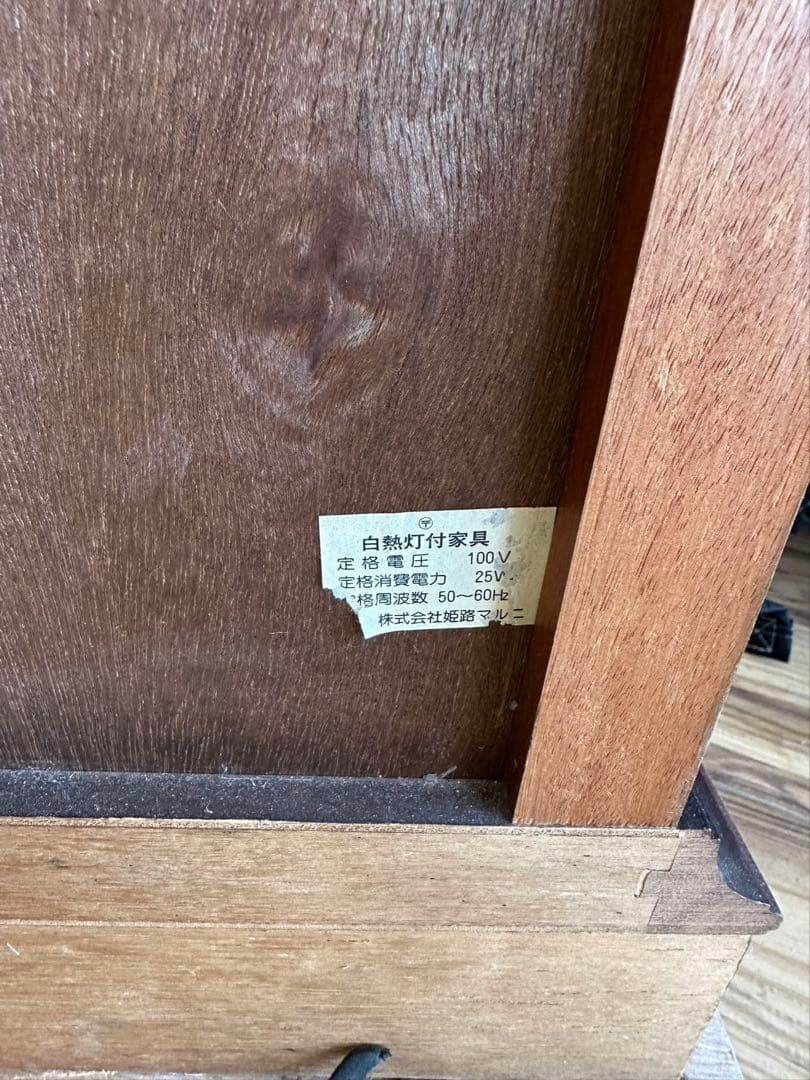 〶
白熱灯付家具
定格電圧 100V
定格消費電力 25W
格周波数 50〜60Hz
株式会社姫路マルニ